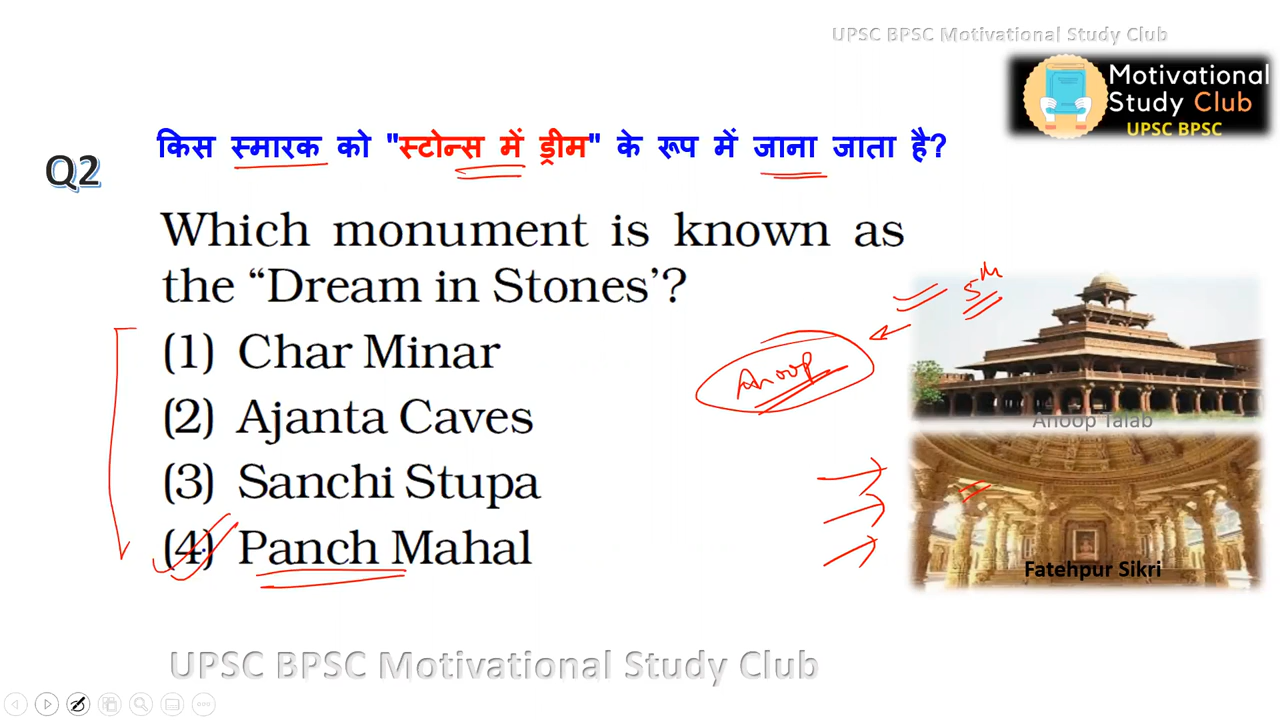 UPSC BPSC Motivational Study Club
Motivational
Study Club
UPSC BPSC
किस स्मारक को "स्टोन्स में ड्रीम" के रूप में जाना जाता है?
Q2
Which monument is known as
the “Dream in Stones’?
(1) Char Minar
(2) Ajanta Caves
(3) Sanchi Stupa
(4) Panch Mahal
5th
Anoop
Anoop Talab
Fatehpur Sikri
UPSC BPSC Motivational Study Club